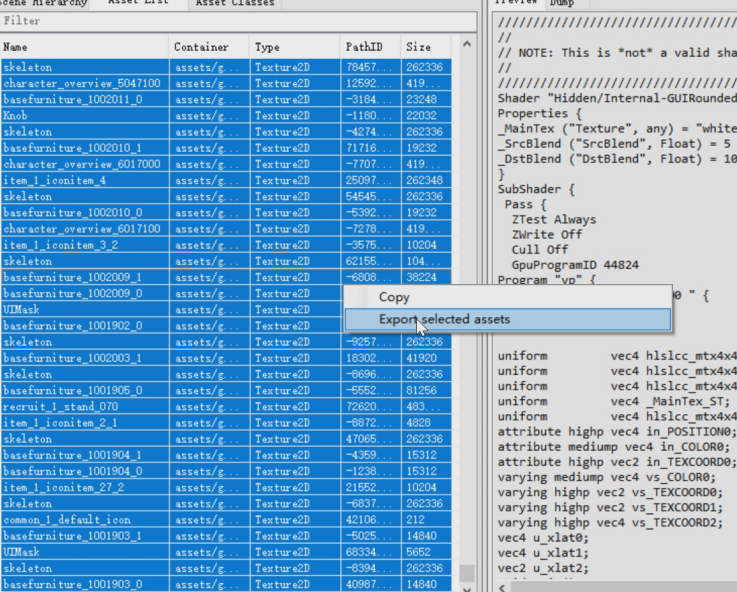 Scene Hierarchy Asset List Asset Classes
Filter
Name Container Type PathID Size
skeleton assets/g... Texture2D 78457... 262336
character_overview_5047100 assets/g... Texture2D 12592... 419...
basefurniture_1002011_0 assets/g... Texture2D -3184... 23248
Knob assets/g... Texture2D -1180... 22032
skeleton assets/g... Texture2D -4274... 262336
basefurniture_1002010_1 assets/g... Texture2D 71716... 19232
character_overview_6017000 assets/g... Texture2D -7707... 419...
item_1_iconitem_4 assets/g... Texture2D 25097... 262348
skeleton assets/g... Texture2D 54545... 262336
basefurniture_1002010_0 assets/g... Texture2D -5392... 19232
character_overview_6017100 assets/g... Texture2D -7278... 419...
item_1_iconitem_3_2 assets/g... Texture2D -3575... 10204
skeleton assets/g... Texture2D 62155... 104...
basefurniture_1002009_1 assets/g... Texture2D -6808... 38224
basefurniture_1002009_0 assets/g... Texture2D
UIMask assets/g... Texture2D
basefurniture_1001902_0 assets/g... Texture2D
skeleton assets/g... Texture2D -9257... 262336
basefurniture_1002003_1 assets/g... Texture2D 18302... 41920
skeleton assets/g... Texture2D -8696... 262336
basefurniture_1001905_0 assets/g... Texture2D -5552... 81256
recruit_1_stand_070 assets/g... Texture2D 72620... 483...
item_1_iconitem_2_1 assets/g... Texture2D -6872... 4828
skeleton assets/g... Texture2D 47065... 262336
basefurniture_1001904_1 assets/g... Texture2D -4359... 15312
basefurniture_1001904_0 assets/g... Texture2D -1238... 15312
item_1_iconitem_27_2 assets/g... Texture2D 21552... 10204
skeleton assets/g... Texture2D -6837... 262336
common_1_default_icon assets/g... Texture2D 42106... 212
basefurniture_1001903_1 assets/g... Texture2D -5025... 14840
UIMask assets/g... Texture2D 68334... 5652
skeleton assets/g... Texture2D -8394... 262336
basefurniture_1001903_0 assets/g... Texture2D 40987... 14840
Copy
Export selected assets
Preview Dump
//////////////////////////////////
//
// NOTE: This is *not* a valid sha
//
//////////////////////////////////
Shader "Hidden/Internal-GUIRounded
Properties {
_MainTex ("Texture", any) = "white
_SrcBlend ("SrcBlend", Float) = 5
_DstBlend ("DstBlend", Float) = 10
}
SubShader {
Pass {
ZTest Always
ZWrite Off
Cull Off
GpuProgramID 44824
Program "vp" {
0 " {
uniform vec4 hlslcc_mtx4x4
uniform vec4 hlslcc_mtx4x4
uniform vec4 _MainTex_ST;
uniform vec4 hlslcc_mtx4x4
attribute highp vec4 in_POSITION0;
attribute mediump vec4 in_COLOR0;
attribute highp vec2 in_TEXCOORD0;
varying mediump vec4 vs_COLOR0;
varying highp vec2 vs_TEXCOORD0;
varying highp vec2 vs_TEXCOORD1;
varying highp vec4 vs_TEXCOORD2;
vec4 u_xlat0;
vec4 u_xlat1;
vec2 u_xlat2;